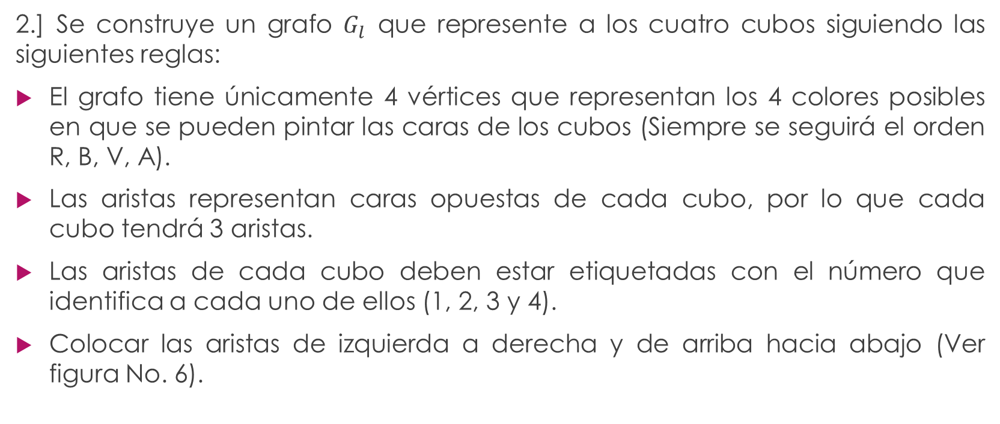 2.] Se construye un grafo 𝐺𝑙 que represente a los cuatro cubos siguiendo las
siguientes reglas:
El grafo tiene únicamente 4 vértices que representan los 4 colores posibles
en que se pueden pintar las caras de los cubos (Siempre se seguirá el orden
R, B, V, A).
Las aristas representan caras opuestas de cada cubo, por lo que cada
cubo tendrá 3 aristas.
Las aristas de cada cubo deben estar etiquetadas con el número que
identifica a cada uno de ellos (1, 2, 3 y 4).
Colocar las aristas de izquierda a derecha y de arriba hacia abajo (Ver
figura No. 6).